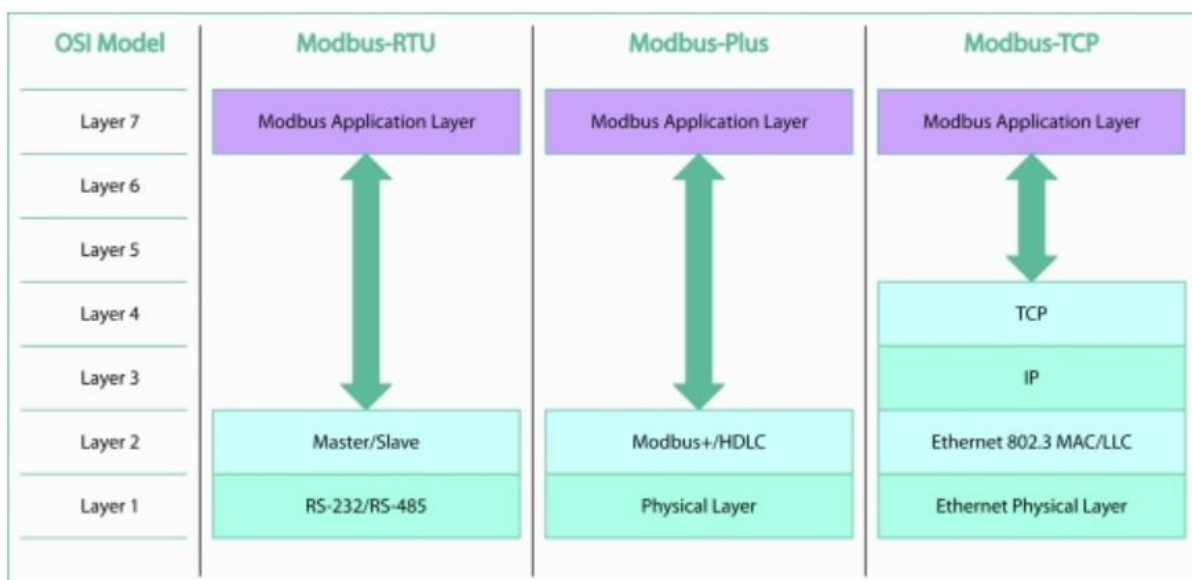 OSI Model Modbus-RTU Modbus-Plus Modbus-TCP
Layer 7 Modbus Application Layer Modbus Application Layer Modbus Application Layer
Layer 6
Layer 5
Layer 4 TCP
Layer 3 IP
Layer 2 Master/Slave Modbus+/HDLC Ethernet 802.3 MAC/LLC
Layer 1 RS-232/RS-485 Physical Layer Ethernet Physical Layer